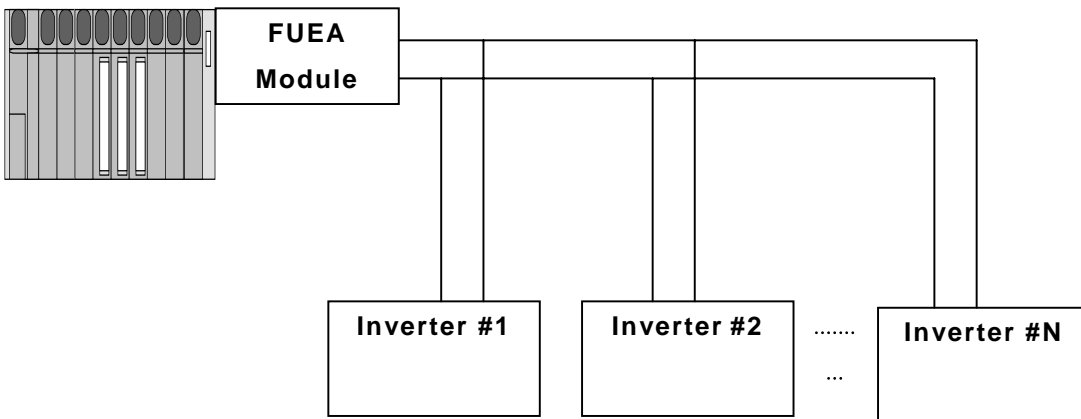 FUEA
Module
Inverter #1
Inverter #2
.......
...
Inverter #N